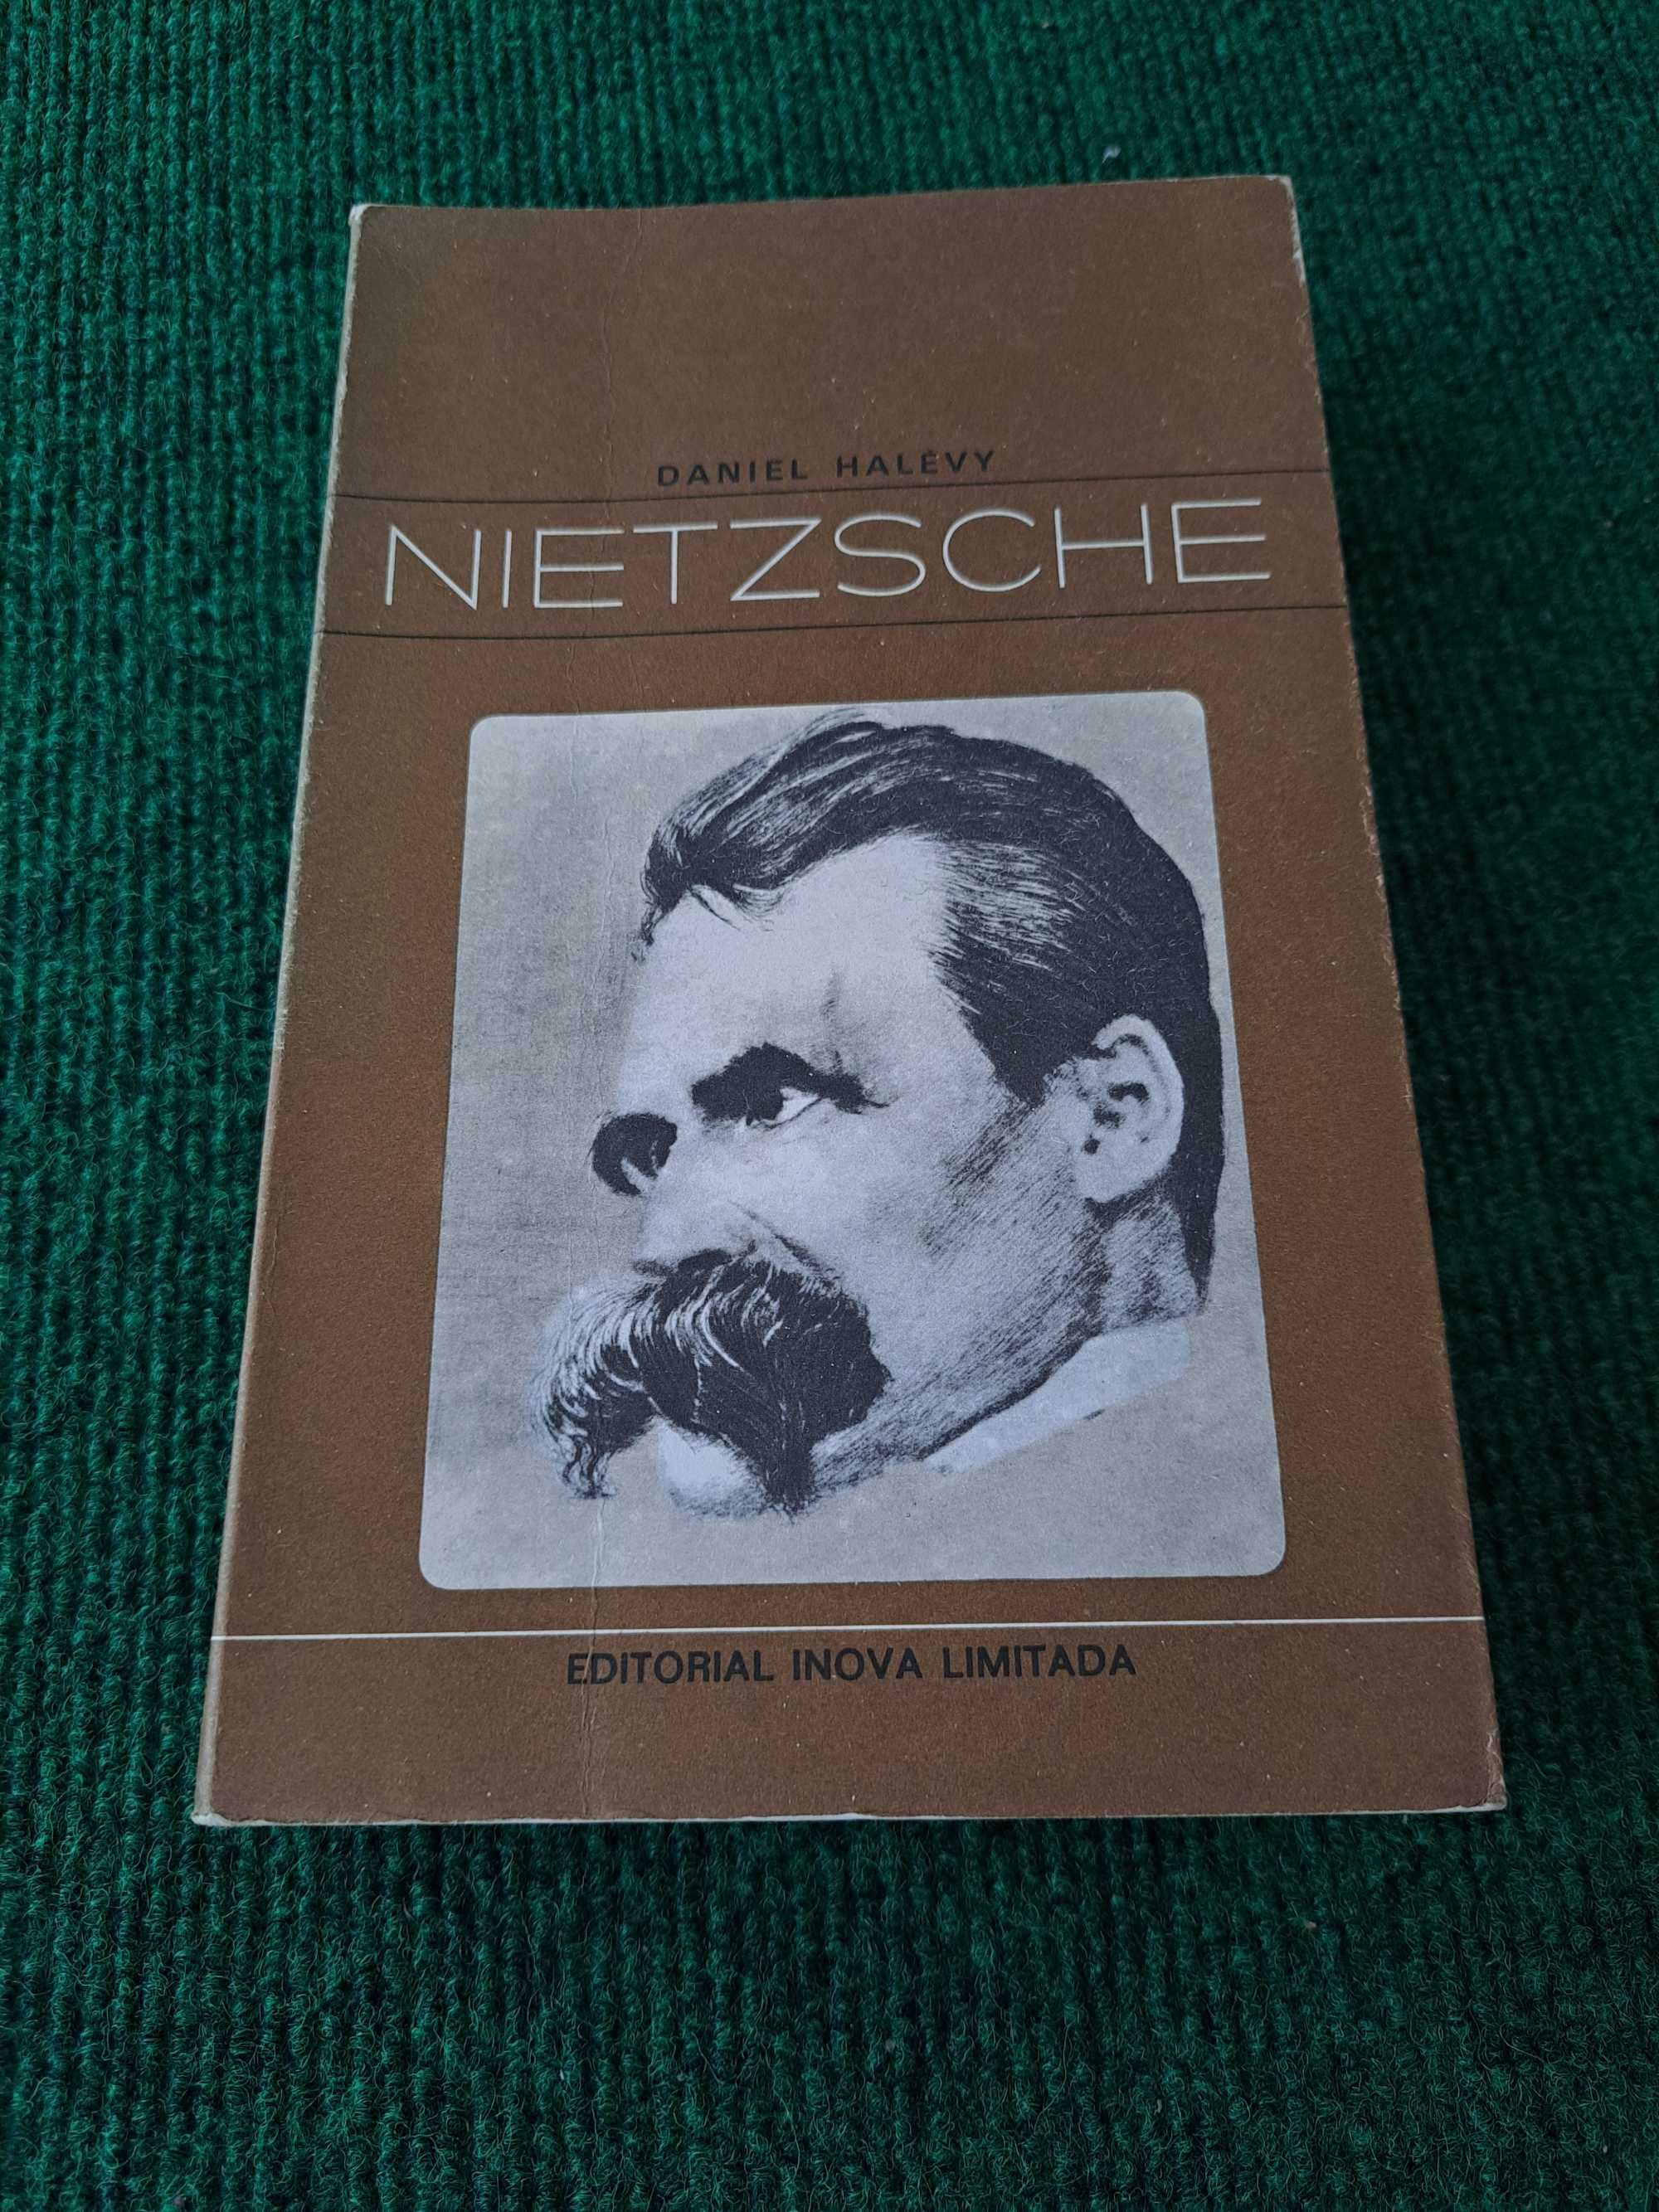 DANIEL HALÉVY
NIETZSCHE
EDITORIAL INOVA LIMITADA